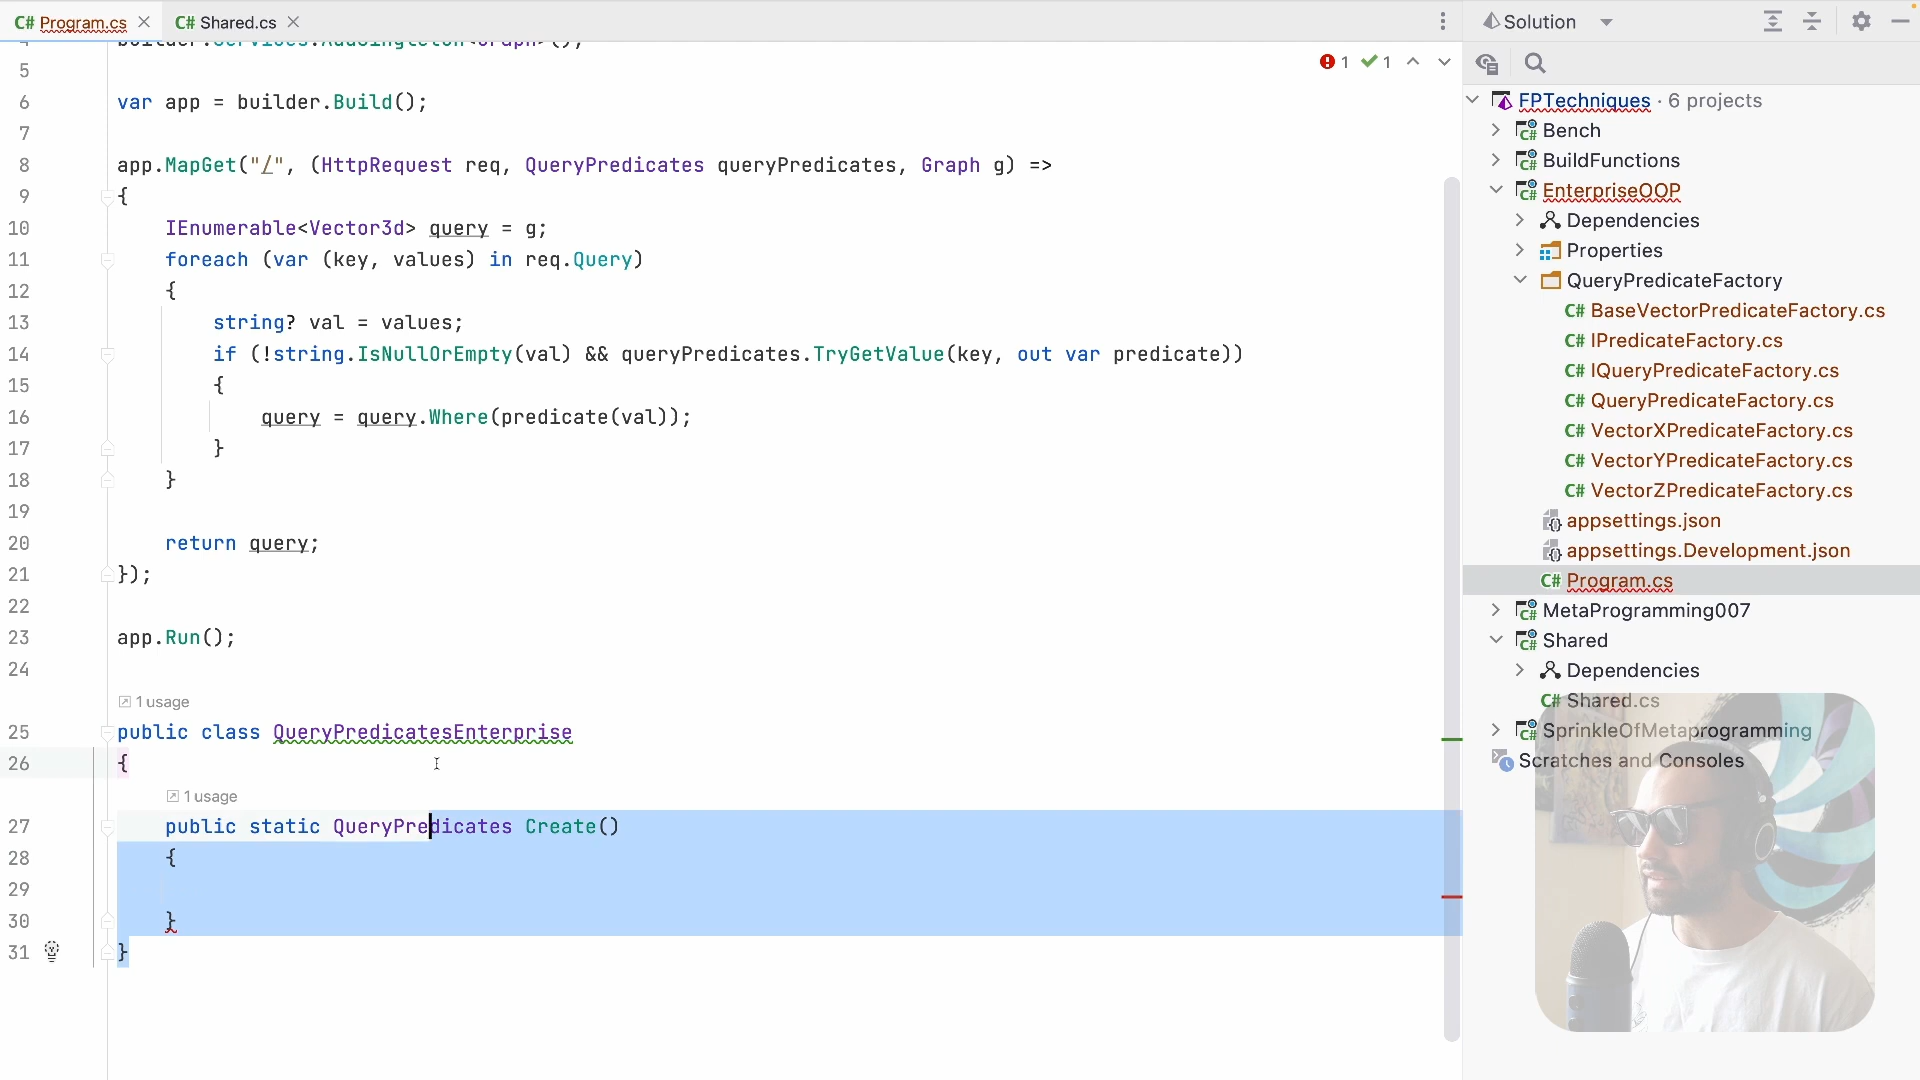 C# Program.cs
C# Shared.cs
Solution
4 builder.Services.AddSingleton<Graph>();
1 1
5
6 var app = builder.Build();
7
8 app.MapGet("/", (HttpRequest req, QueryPredicates queryPredicates, Graph g) =>
9 {
10 IEnumerable<Vector3d> query = g;
11 foreach (var (key, values) in req.Query)
12 {
13 string? val = values;
14 if (!string.IsNullOrEmpty(val) && queryPredicates.TryGetValue(key, out var predicate))
15 {
16 query = query.Where(predicate(val));
17 }
18 }
19
20 return query;
21 });
22
23 app.Run();
24
1 usage
25 public class QueryPredicatesEnterprise
26 {
1 usage
27 public static QueryPredicates Create()
28 {
29
30 }
31 }
FPTechniques · 6 projects
C# Bench
C# BuildFunctions
C# EnterpriseOOP
Dependencies
Properties
QueryPredicateFactory
C# BaseVectorPredicateFactory.cs
C# IPredicateFactory.cs
C# IQueryPredicateFactory.cs
C# QueryPredicateFactory.cs
C# VectorXPredicateFactory.cs
C# VectorYPredicateFactory.cs
C# VectorZPredicateFactory.cs
appsettings.json
appsettings.Development.json
C# Program.cs
C# MetaProgramming007
C# Shared
Dependencies
C# Shared.cs
C# SprinkleOfMetaprogramming
Scratches and Consoles